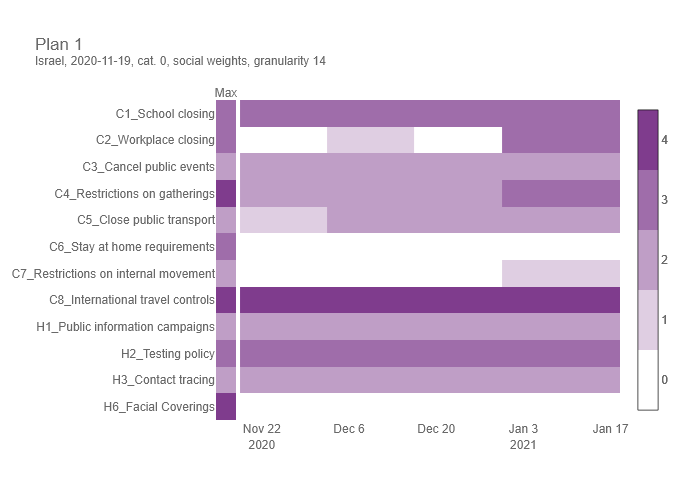 Plan 1
Israel, 2020-11-19, cat. 0, social weights, granularity 14
Max
C1_School closing
C2_Workplace closing
C3_Cancel public events
C4_Restrictions on gatherings
C5_Close public transport
C6_Stay at home requirements
C7_Restrictions on internal movement
C8_International travel controls
H1_Public information campaigns
H2_Testing policy
H3_Contact tracing
H6_Facial Coverings
Nov 22 Dec 6 Dec 20 Jan 3 Jan 17
2020 2021
4
3
2
1
0